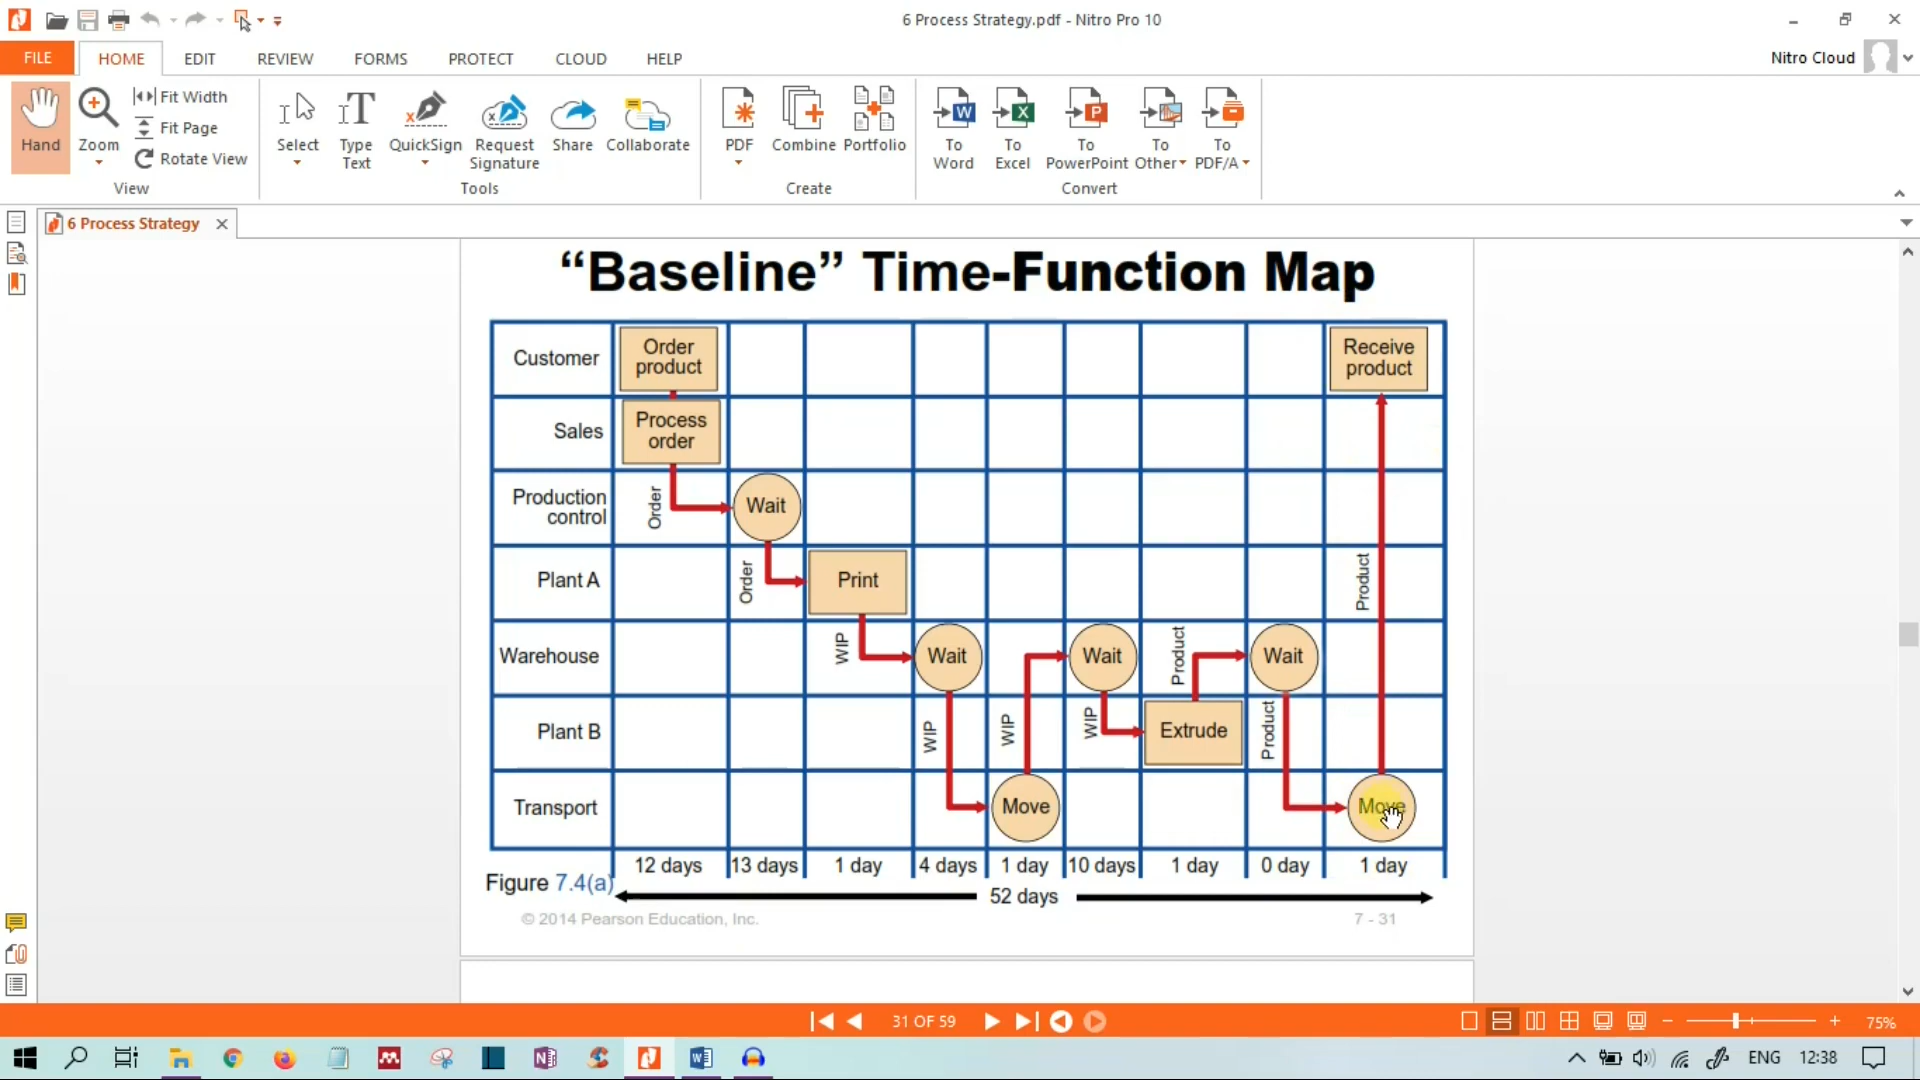 6 Process Strategy.pdf - Nitro Pro 10
FILE
HOME
EDIT
REVIEW
FORMS
PROTECT
CLOUD
HELP
Nitro Cloud
Hand
Zoom
Fit Width
Fit Page
Rotate View
View
Select
Type
Text
QuickSign
Request
Signature
Share
Collaborate
Tools
PDF
Combine
Portfolio
Create
To
Word
To
Excel
To
PowerPoint
To
Other
To
PDF/A
Convert
6 Process Strategy
“Baseline” Time-Function Map
Customer
Order
product
Receive
product
Sales
Process
order
Production
control
Order
Wait
Plant A
Order
Print
Product
Warehouse
WIP
Wait
Wait
Product
Wait
Plant B
WIP
WIP
WIP
Extrude
Product
Transport
Move
Move
12 days
13 days
1 day
4 days
1 day
10 days
1 day
0 day
1 day
Figure 7.4(a)
52 days
© 2014 Pearson Education, Inc.
7 - 31
31 OF 59
75%
ENG
12:38